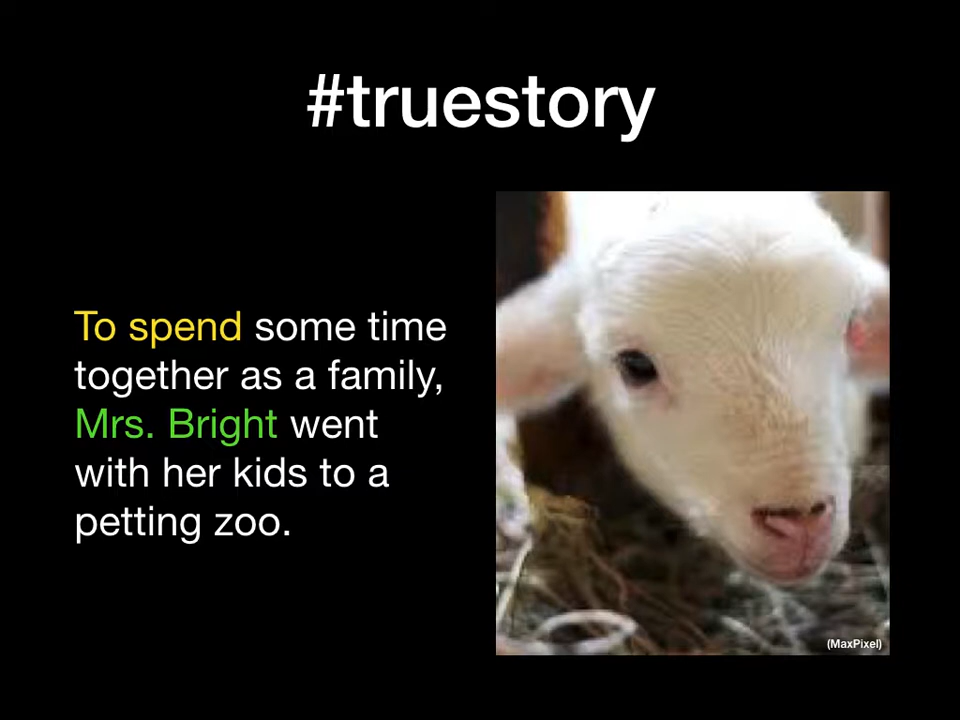 #truestory
To spend some time
together as a family,
Mrs. Bright went
with her kids to a
petting zoo.
(MaxPixel)